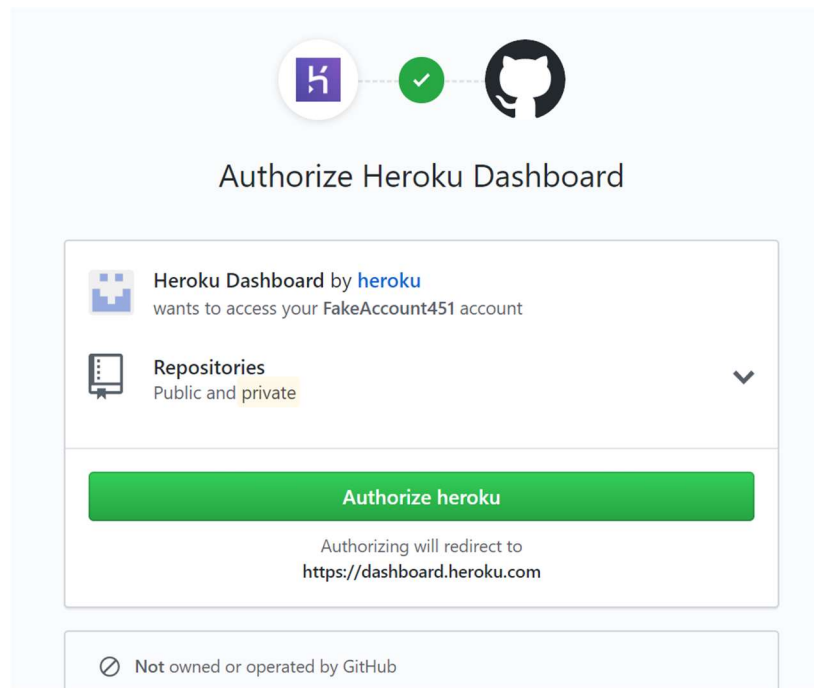 Authorize Heroku Dashboard
Heroku Dashboard by heroku
wants to access your FakeAccount451 account
Repositories
Public and private
Authorize heroku
Authorizing will redirect to
https://dashboard.heroku.com
Not owned or operated by GitHub